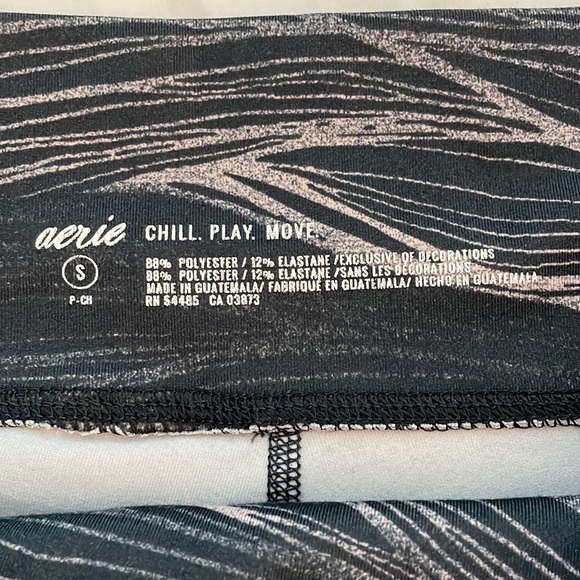 aerie CHILL. PLAY. MOVE.
S
P-CH
88% POLYESTER / 12% ELASTANE /EXCLUSIVE OF DECORATIONS
88% POLYESTER / 12% ELASTANE /SANS LES DÉCORATIONS
MADE IN GUATEMALA/ FABRIQUÉ EN GUATEMALA/ HECHO EN GUATEMALA
RN 54485 CA 03873